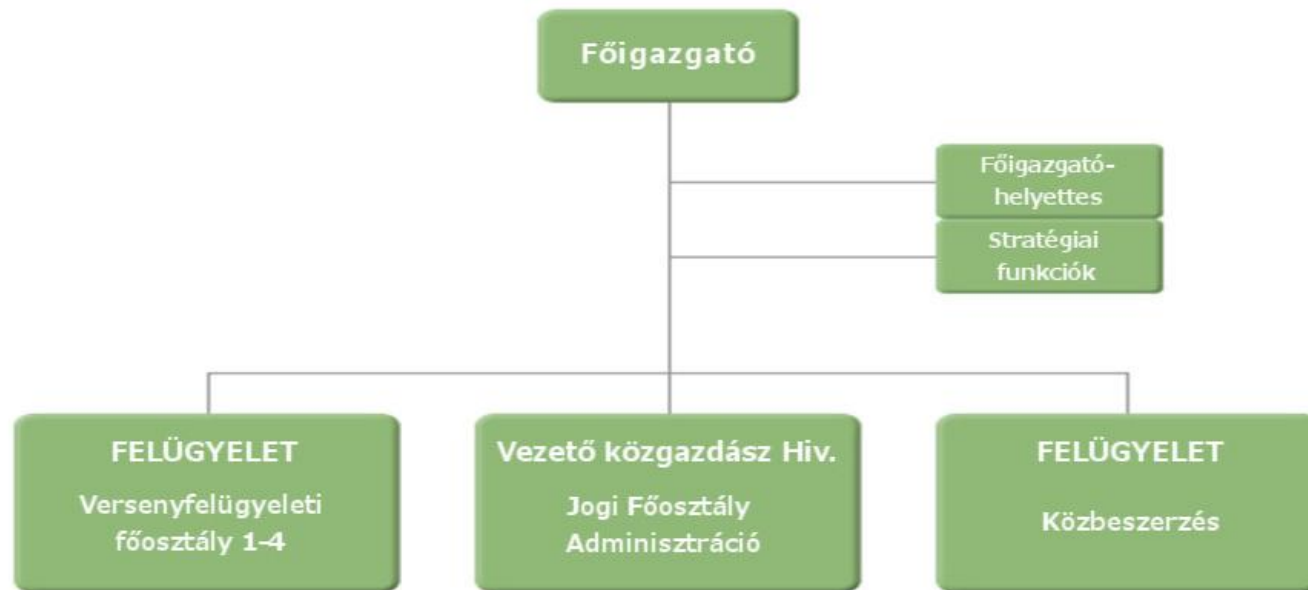 Főigazgató
Főigazgató-
helyettes
Stratégiai
funkciók
FELÜGYELET
Versenyfelügyeleti
főosztály 1-4
Vezető közgazdász Hiv.
Jogi Főosztály
Adminisztráció
FELÜGYELET
Közbeszerzés